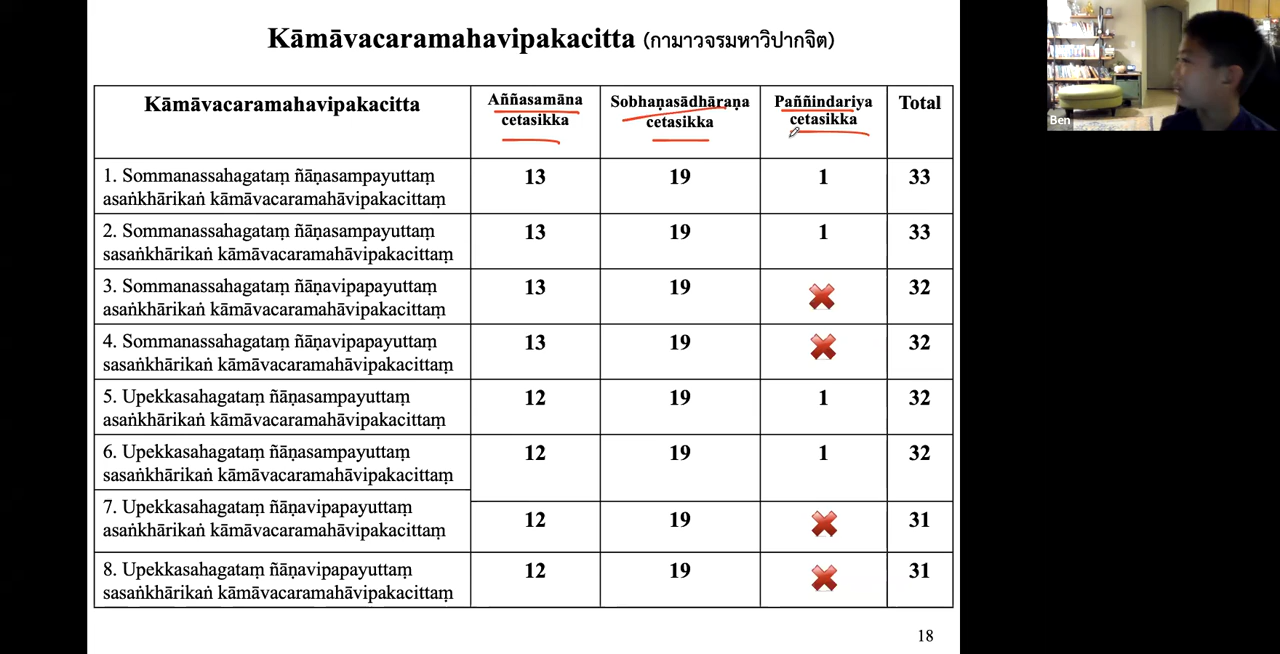 Kāmāvacaramahavipakacitta (กามาวจรมหาวิปากจิต)
Kāmāvacaramahavipakacitta
Aññasamāna
cetasikka
Sobhaṇasādhāraṇa
cetasikka
Paññindariya
cetasikka
Total
1. Sommanassahagataṃ ñāṇasampayuttaṃ
asaṅkhārikaṅ kāmāvacaramahāvipakacittaṃ
13
19
1
33
2. Sommanassahagataṃ ñāṇasampayuttaṃ
sasaṅkhārikaṅ kāmāvacaramahāvipakacittaṃ
13
19
1
33
3. Sommanassahagataṃ ñāṇavipapayuttaṃ
asaṅkhārikaṅ kāmāvacaramahāvipakacittaṃ
13
19
32
4. Sommanassahagataṃ ñāṇavipapayuttaṃ
sasaṅkhārikaṅ kāmāvacaramahāvipakacittaṃ
13
19
32
5. Upekkasahagataṃ ñāṇasampayuttaṃ
asaṅkhārikaṅ kāmāvacaramahāvipakacittaṃ
12
19
1
32
6. Upekkasahagataṃ ñāṇasampayuttaṃ
sasaṅkhārikaṅ kāmāvacaramahāvipakacittaṃ
12
19
1
32
7. Upekkasahagataṃ ñāṇavipapayuttaṃ
asaṅkhārikaṅ kāmāvacaramahāvipakacittaṃ
12
19
31
8. Upekkasahagataṃ ñāṇavipapayuttaṃ
sasaṅkhārikaṅ kāmāvacaramahāvipakacittaṃ
12
19
31
18
Ben